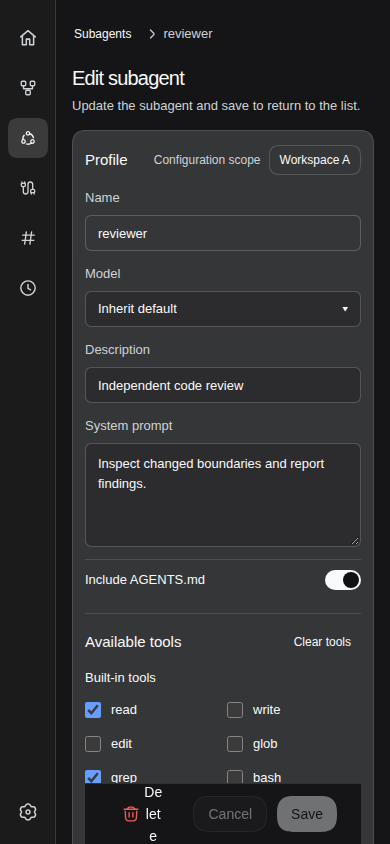 Subagents > reviewer
Edit subagent
Update the subagent and save to return to the list.
Profile Configuration scope Workspace A
Name
reviewer
Model
Inherit default
Description
Independent code review
System prompt
Inspect changed boundaries and report
findings.
Include AGENTS.md
Available tools Clear tools
Built-in tools
read write
edit glob
grep bash
De
let
e
Cancel Save